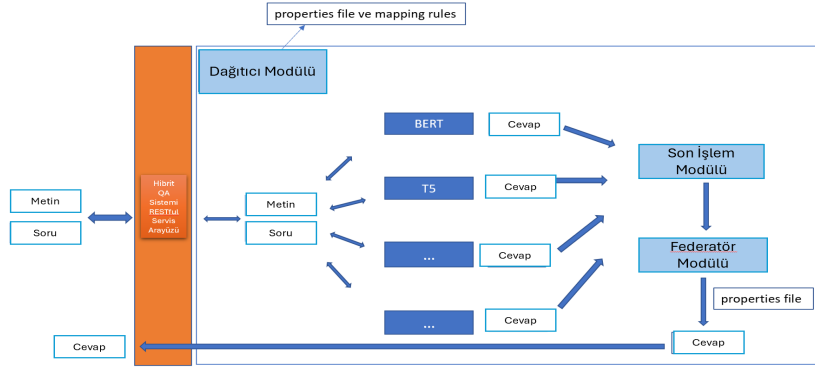 properties file ve mapping rules
Dağıtıcı Modülü
BERT
Cevap
Son İşlem
Modülü
T5
Cevap
Hibrit
QA
Sistemi
RESTful
Servis
Arayüzü
Metin
Soru
Metin
Soru
...
Cevap
Federatör
Modülü
...
Cevap
properties file
Cevap
Cevap